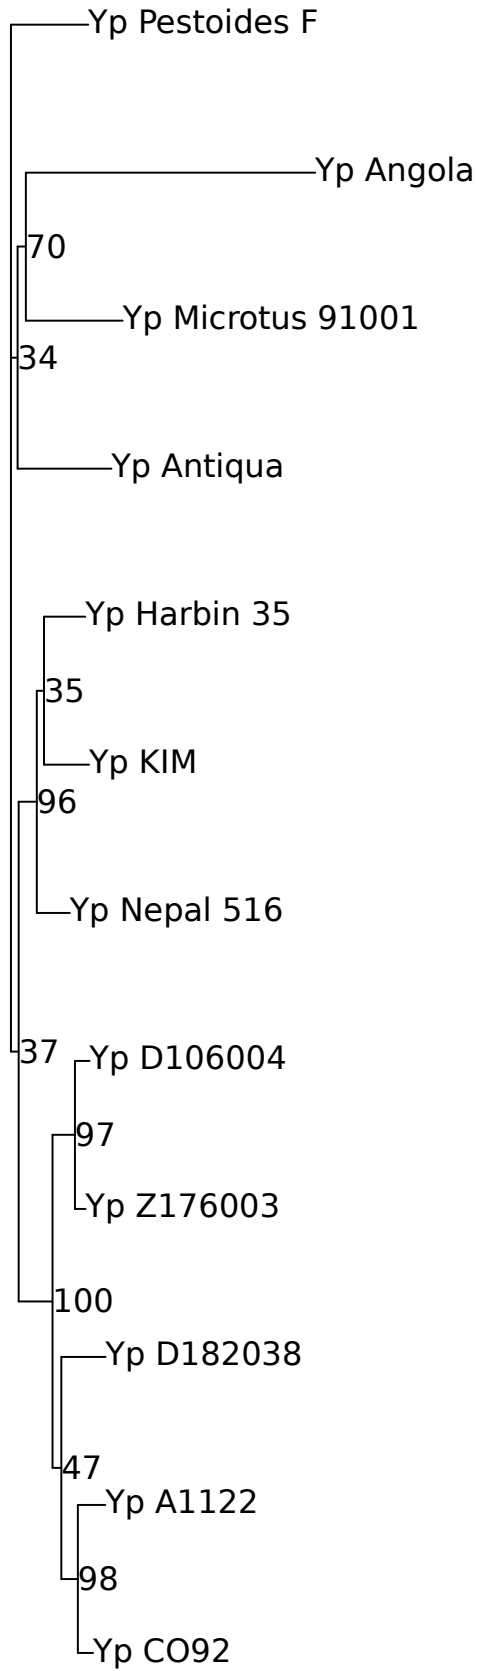 Yp Pestoides F
Yp Angola
70
Yp Microtus 91001
34
Yp Antiqua
Yp Harbin 35
35
Yp KIM
96
Yp Nepal 516
37
Yp D106004
97
Yp Z176003
100
Yp D182038
47
Yp A1122
98
Yp CO92